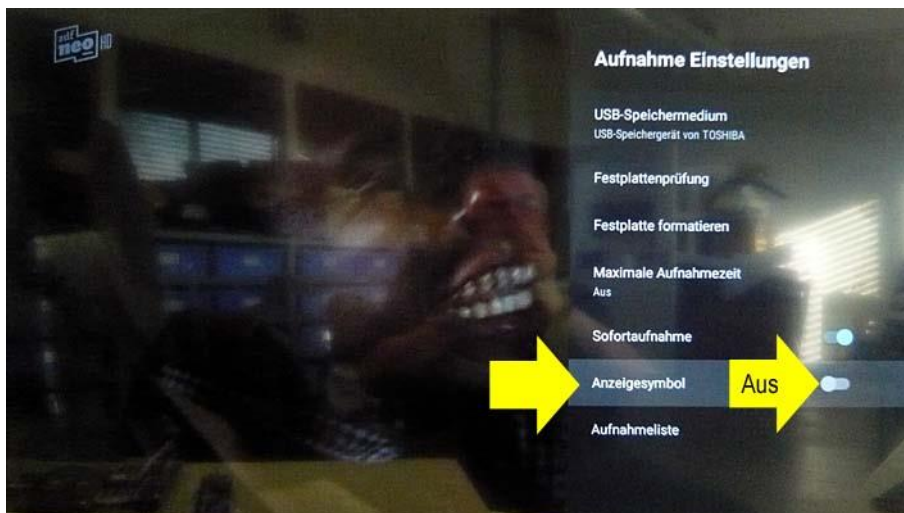 zdf
neo HD
Aufnahme Einstellungen
USB-Speichermedium
USB-Speichergerät von TOSHIBA
Festplattenprüfung
Festplatte formatieren
Maximale Aufnahmezeit
Aus
Sofortaufnahme
Anzeigesymbol Aus
Aufnahmeliste